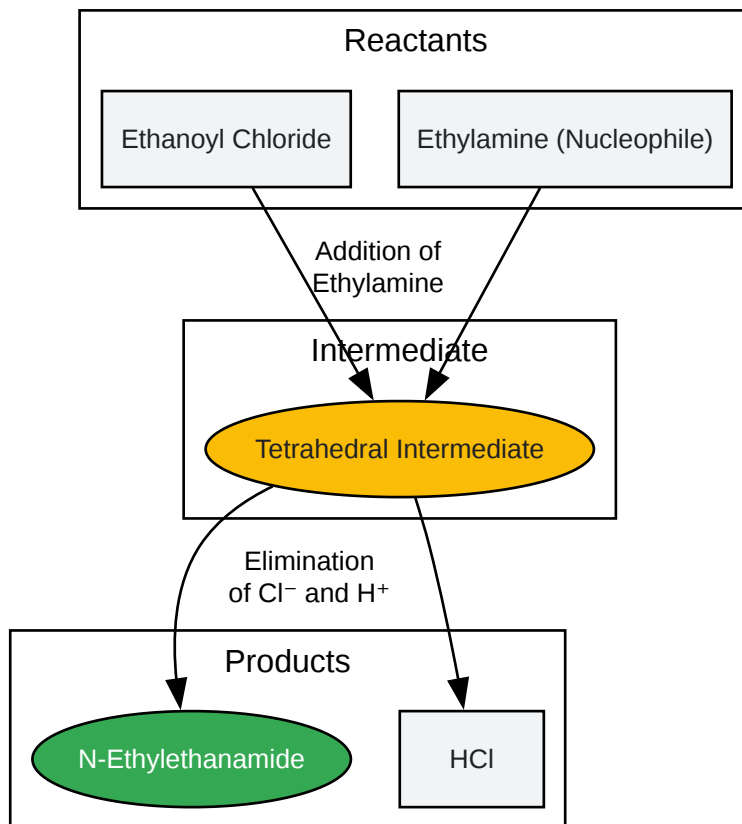 Reactants
Ethanoyl Chloride
Ethylamine (Nucleophile)
Addition of
Ethylamine
Intermediate
Tetrahedral Intermediate
Elimination
of Cl⁻ and H⁺
Products
N-Ethylethanamide
HCl